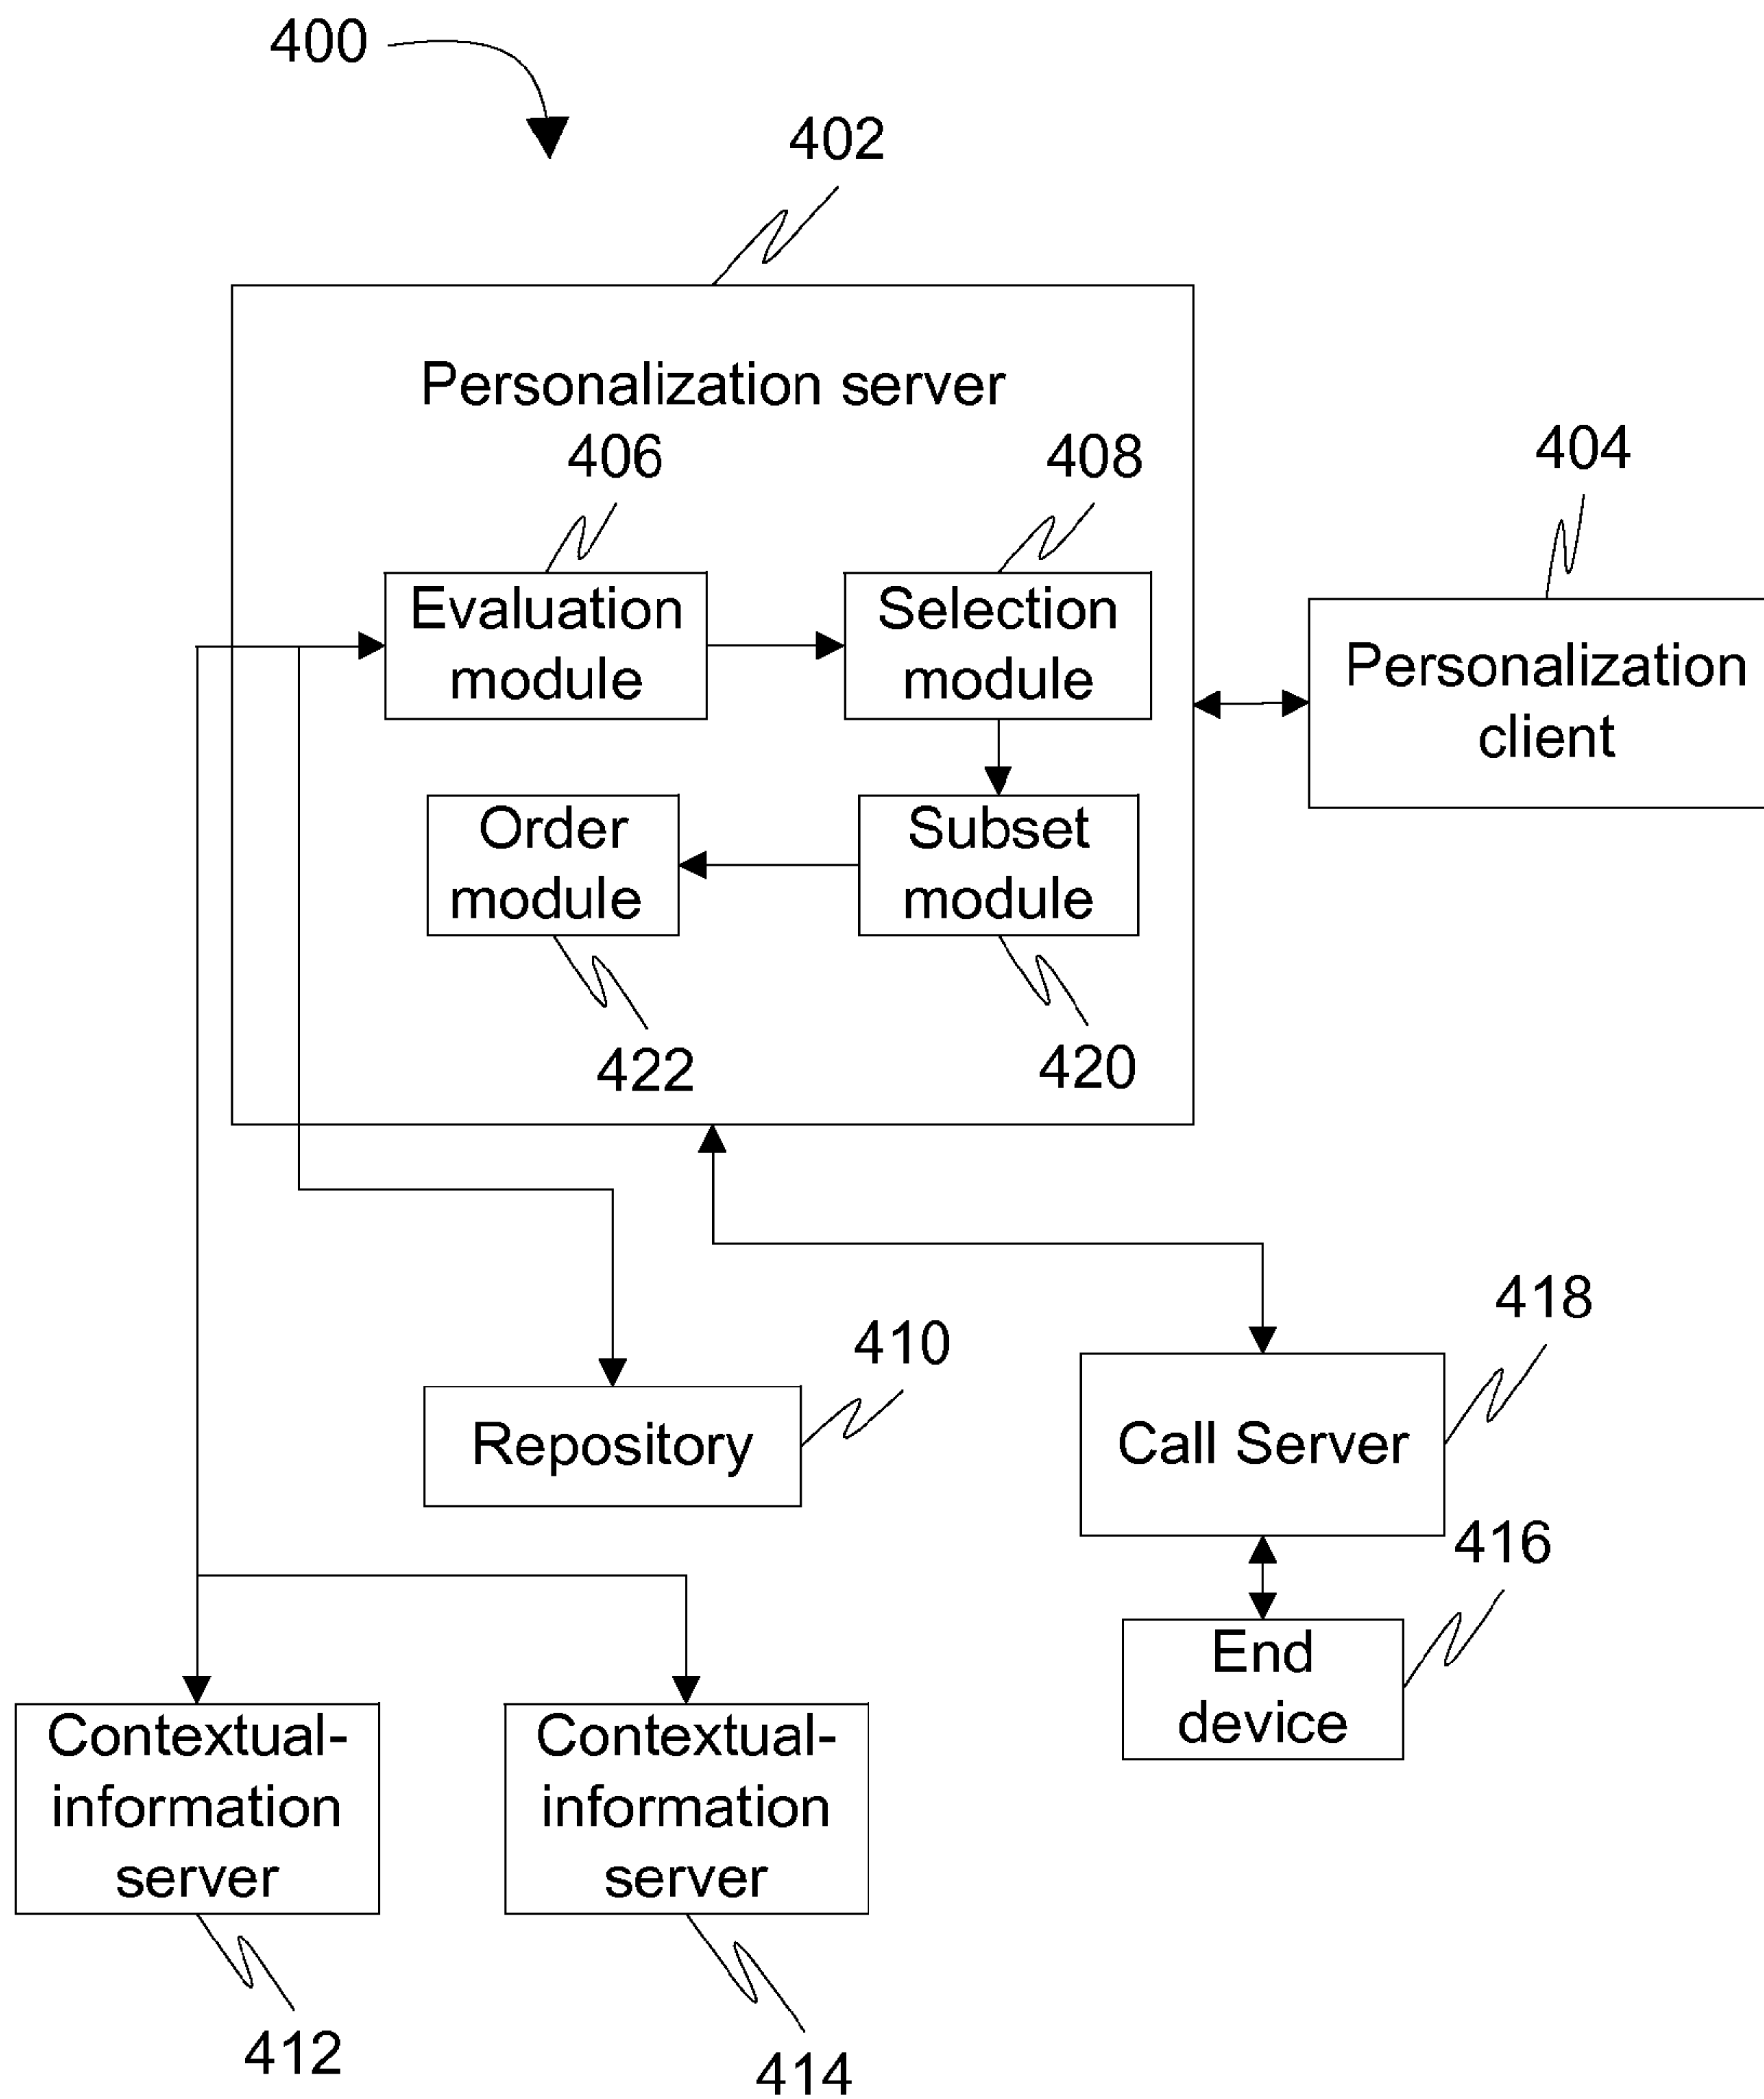 400
402
Personalization server
406
408
404
Evaluation
module
Selection
module
Personalization
client
Order
module
Subset
module
422
420
418
410
Repository
Call Server
416
End
device
Contextual-
information
server
Contextual-
information
server
412
414